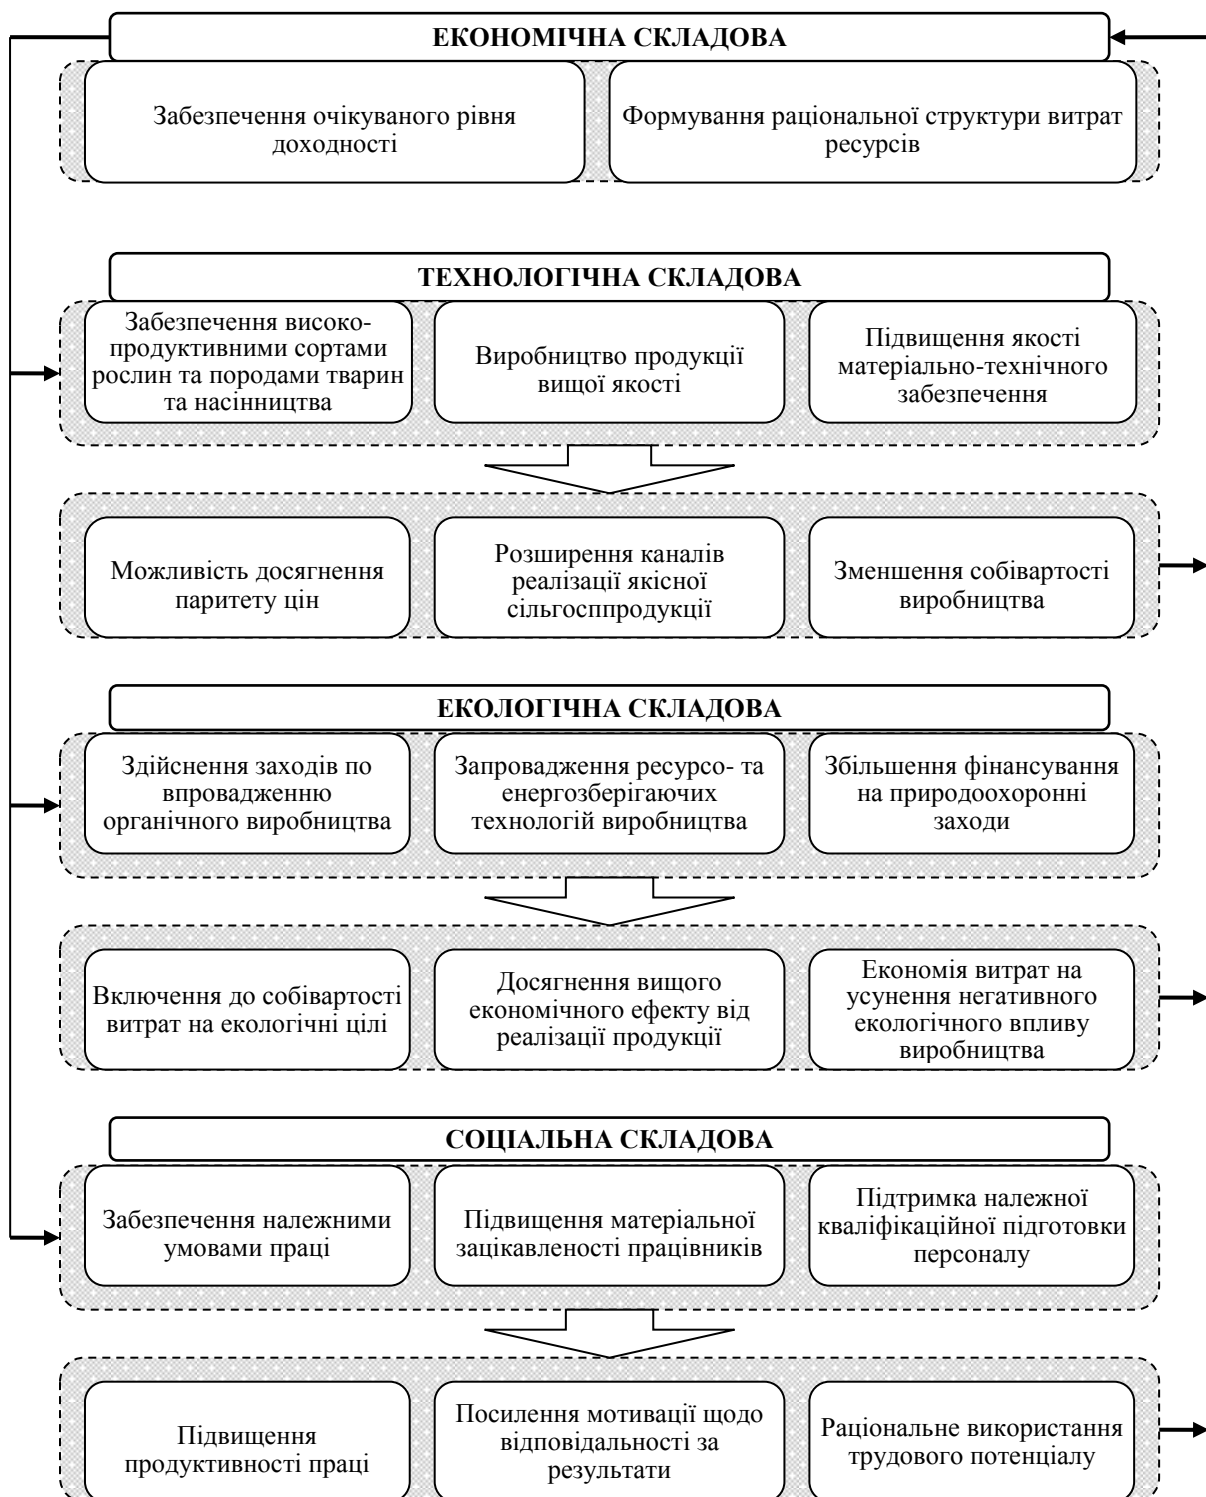 ЕКОНОМІЧНА СКЛАДОВА
Забезпечення очікуваного рівня
доходності
Формування раціональної структури витрат
ресурсів
ТЕХНОЛОГІЧНА СКЛАДОВА
Забезпечення високо-
продуктивними сортами
рослин та породами тварин
та насінництва
Виробництво продукції
вищої якості
Підвищення якості
матеріально-технічного
забезпечення
Можливість досягнення
паритету цін
Розширення каналів
реалізації якісної
сільгосппродукції
Зменшення собівартості
виробництва
ЕКОЛОГІЧНА СКЛАДОВА
Здійснення заходів по
впровадженню
органічного виробництва
Запровадження ресурсо- та
енергозберігаючих
технологій виробництва
Збільшення фінансування
на природоохоронні
заходи
Включення до собівартості
витрат на екологічні цілі
Досягнення вищого
економічного ефекту від
реалізації продукції
Економія витрат на
усунення негативного
екологічного впливу
виробництва
СОЦІАЛЬНА СКЛАДОВА
Забезпечення належними
умовами праці
Підвищення матеріальної
зацікавленості працівників
Підтримка належної
кваліфікаційної підготовки
персоналу
Підвищення
продуктивності праці
Посилення мотивації щодо
відповідальності за
результати
Раціональне використання
трудового потенціалу